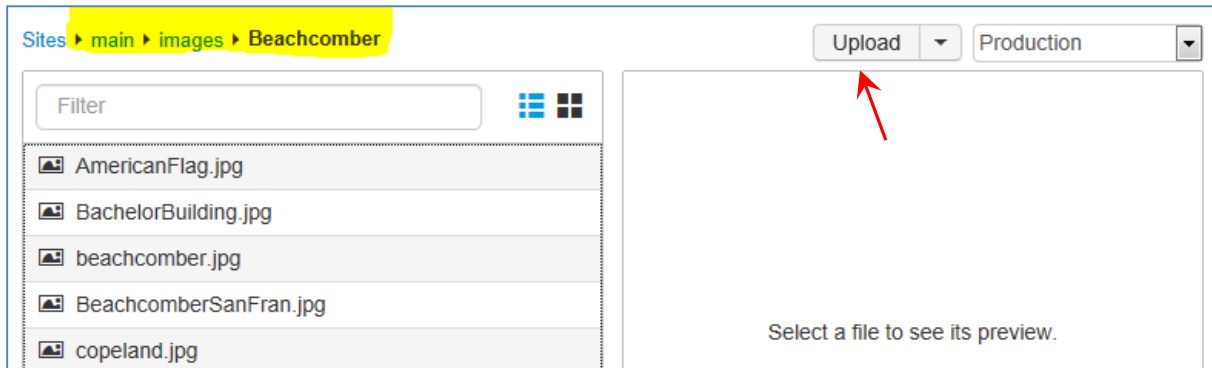 Sites main images Beachcomber
Upload Production
Filter
AmericanFlag.jpg
BachelorBuilding.jpg
beachcomber.jpg
BeachcomberSanFran.jpg
copeland.jpg
Select a file to see its preview.